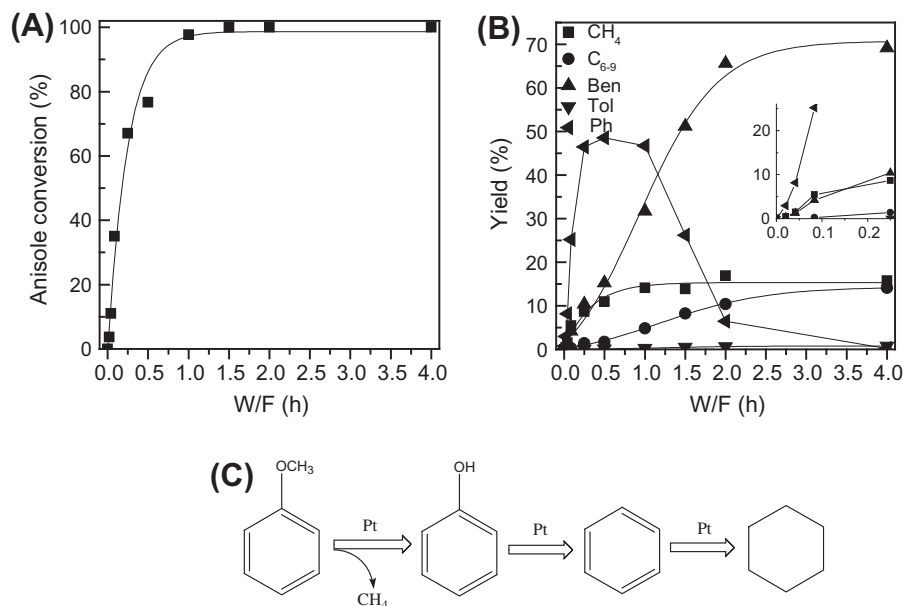 (A)
100
80
60
40
20
0
Anisole conversion (%)
0.0 0.5 1.0 1.5 2.0 2.5 3.0 3.5 4.0
W/F (h)
(B)
70
60
50
40
30
20
10
0
Yield (%)
CH4
C6-9
Ben
Tol
Ph
20
10
0
0.0 0.1 0.2
0.0 0.5 1.0 1.5 2.0 2.5 3.0 3.5 4.0
W/F (h)
(C)
OCH3
Pt
CH4
OH
Pt
Pt